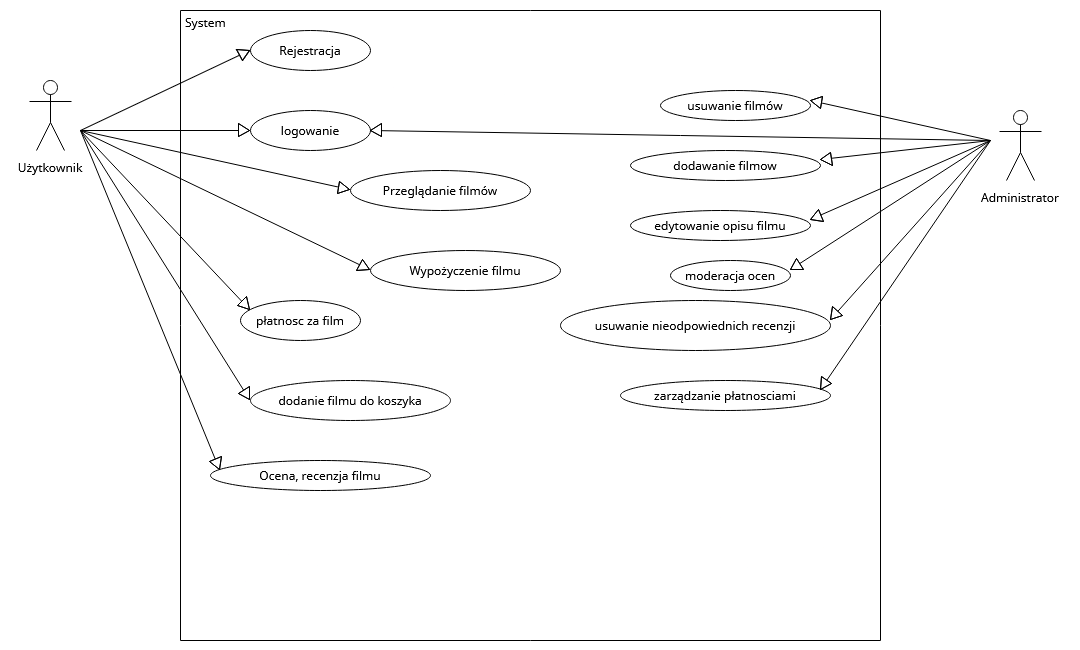 System
Rejestracja
usuwanie filmów
logowanie
dodawanie filmow
Użytkownik
Przeglądanie filmów
Administrator
edytowanie opisu filmu
Wypożyczenie filmu
moderacja ocen
płatnosc za film
usuwanie nieodpowiednich recenzji
zarządzanie płatnosciami
dodanie filmu do koszyka
Ocena, recenzja filmu